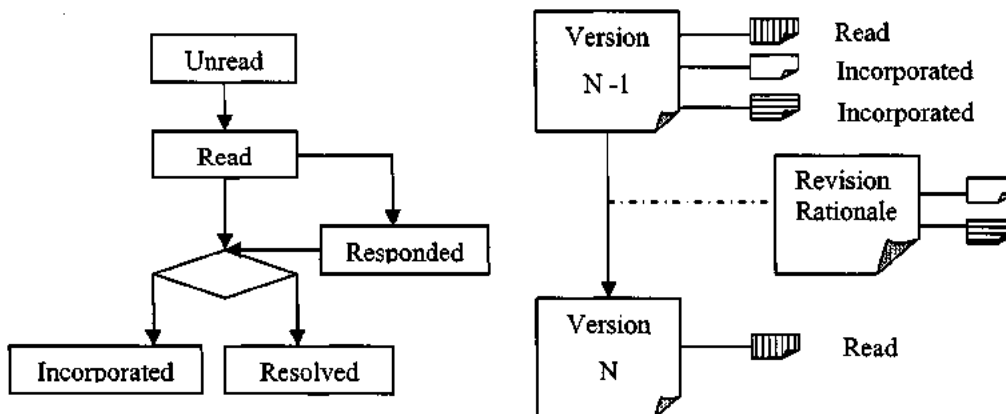 Unread
Read
Responded
Incorporated
Resolved
Version
N -1
Read
Incorporated
Incorporated
Revision
Rationale
Version
N
Read